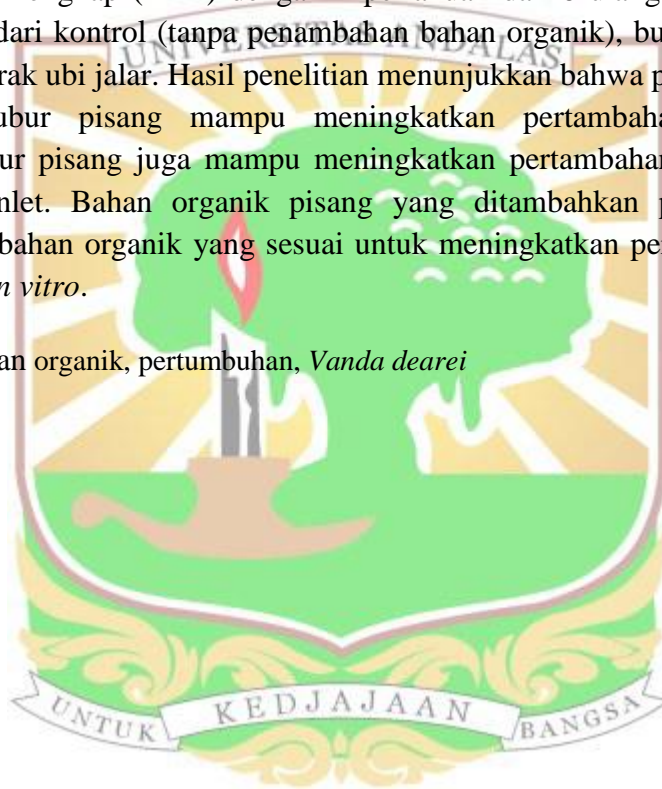 dari kontrol (tanpa penambahan bahan organik), bu
UNIVERSITAS ANDALAS
rak ubi jalar. Hasil penelitian menunjukkan bahwa p
ubur pisang mampu meningkatkan pertambaha
ur pisang juga mampu meningkatkan pertambahan
nlet. Bahan organik pisang yang ditambahkan p
bahan organik yang sesuai untuk meningkatkan per
n vitro.
an organik, pertumbuhan, Vanda dearei
UNTUK KEDJAJAAN BANGSA